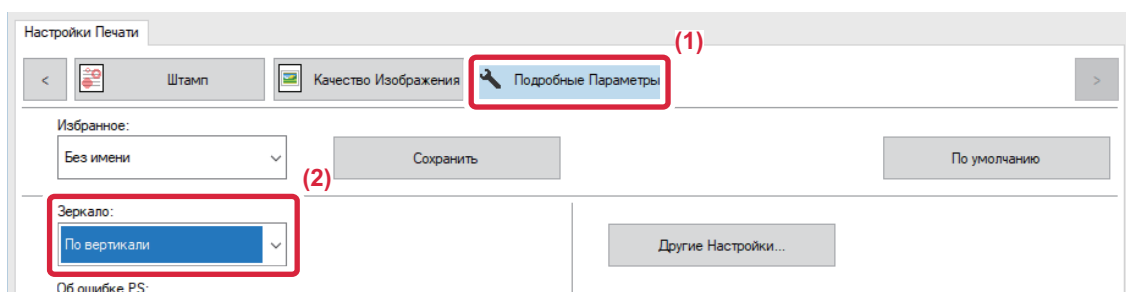 Настройки Печати
(1)
<
Штамп
Качество Изображения
Подробные Параметры
>
Избранное:
Без имени
Сохранить
По умолчанию
(2)
Зеркало:
По вертикали
Другие Настройки...
Об ошибке PS: